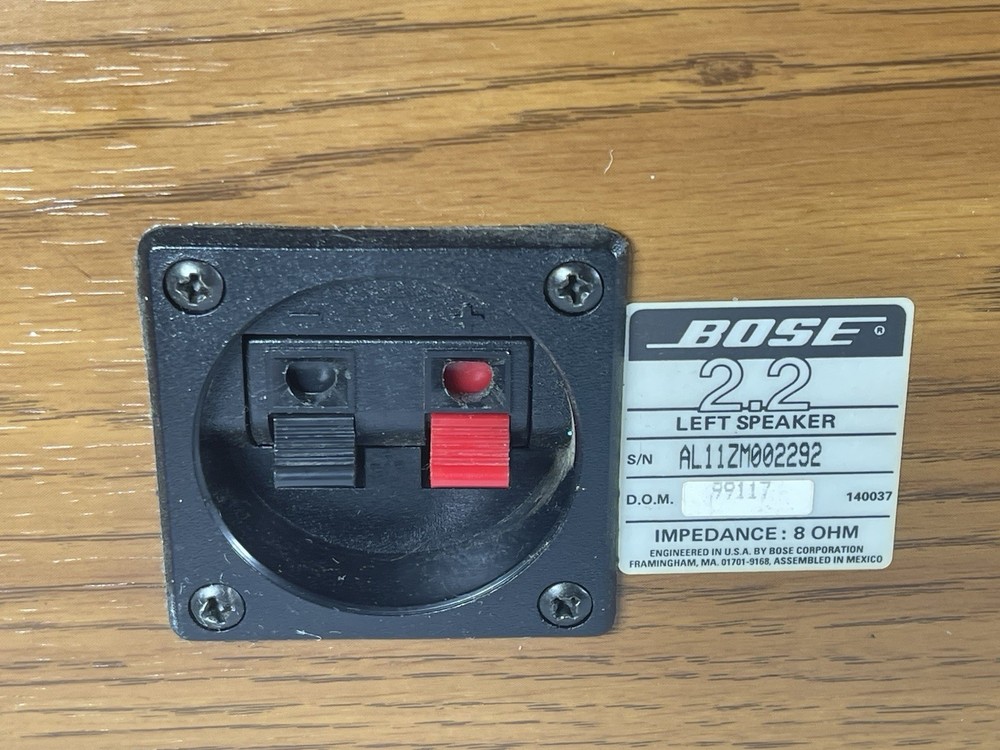 - +
BOSE ®
2.2
LEFT SPEAKER
S/N AL11ZM002292
D.O.M. 99117 140037
IMPEDANCE: 8 OHM
ENGINEERED IN U.S.A. BY BOSE CORPORATION
FRAMINGHAM, MA. 01701-9168, ASSEMBLED IN MEXICO